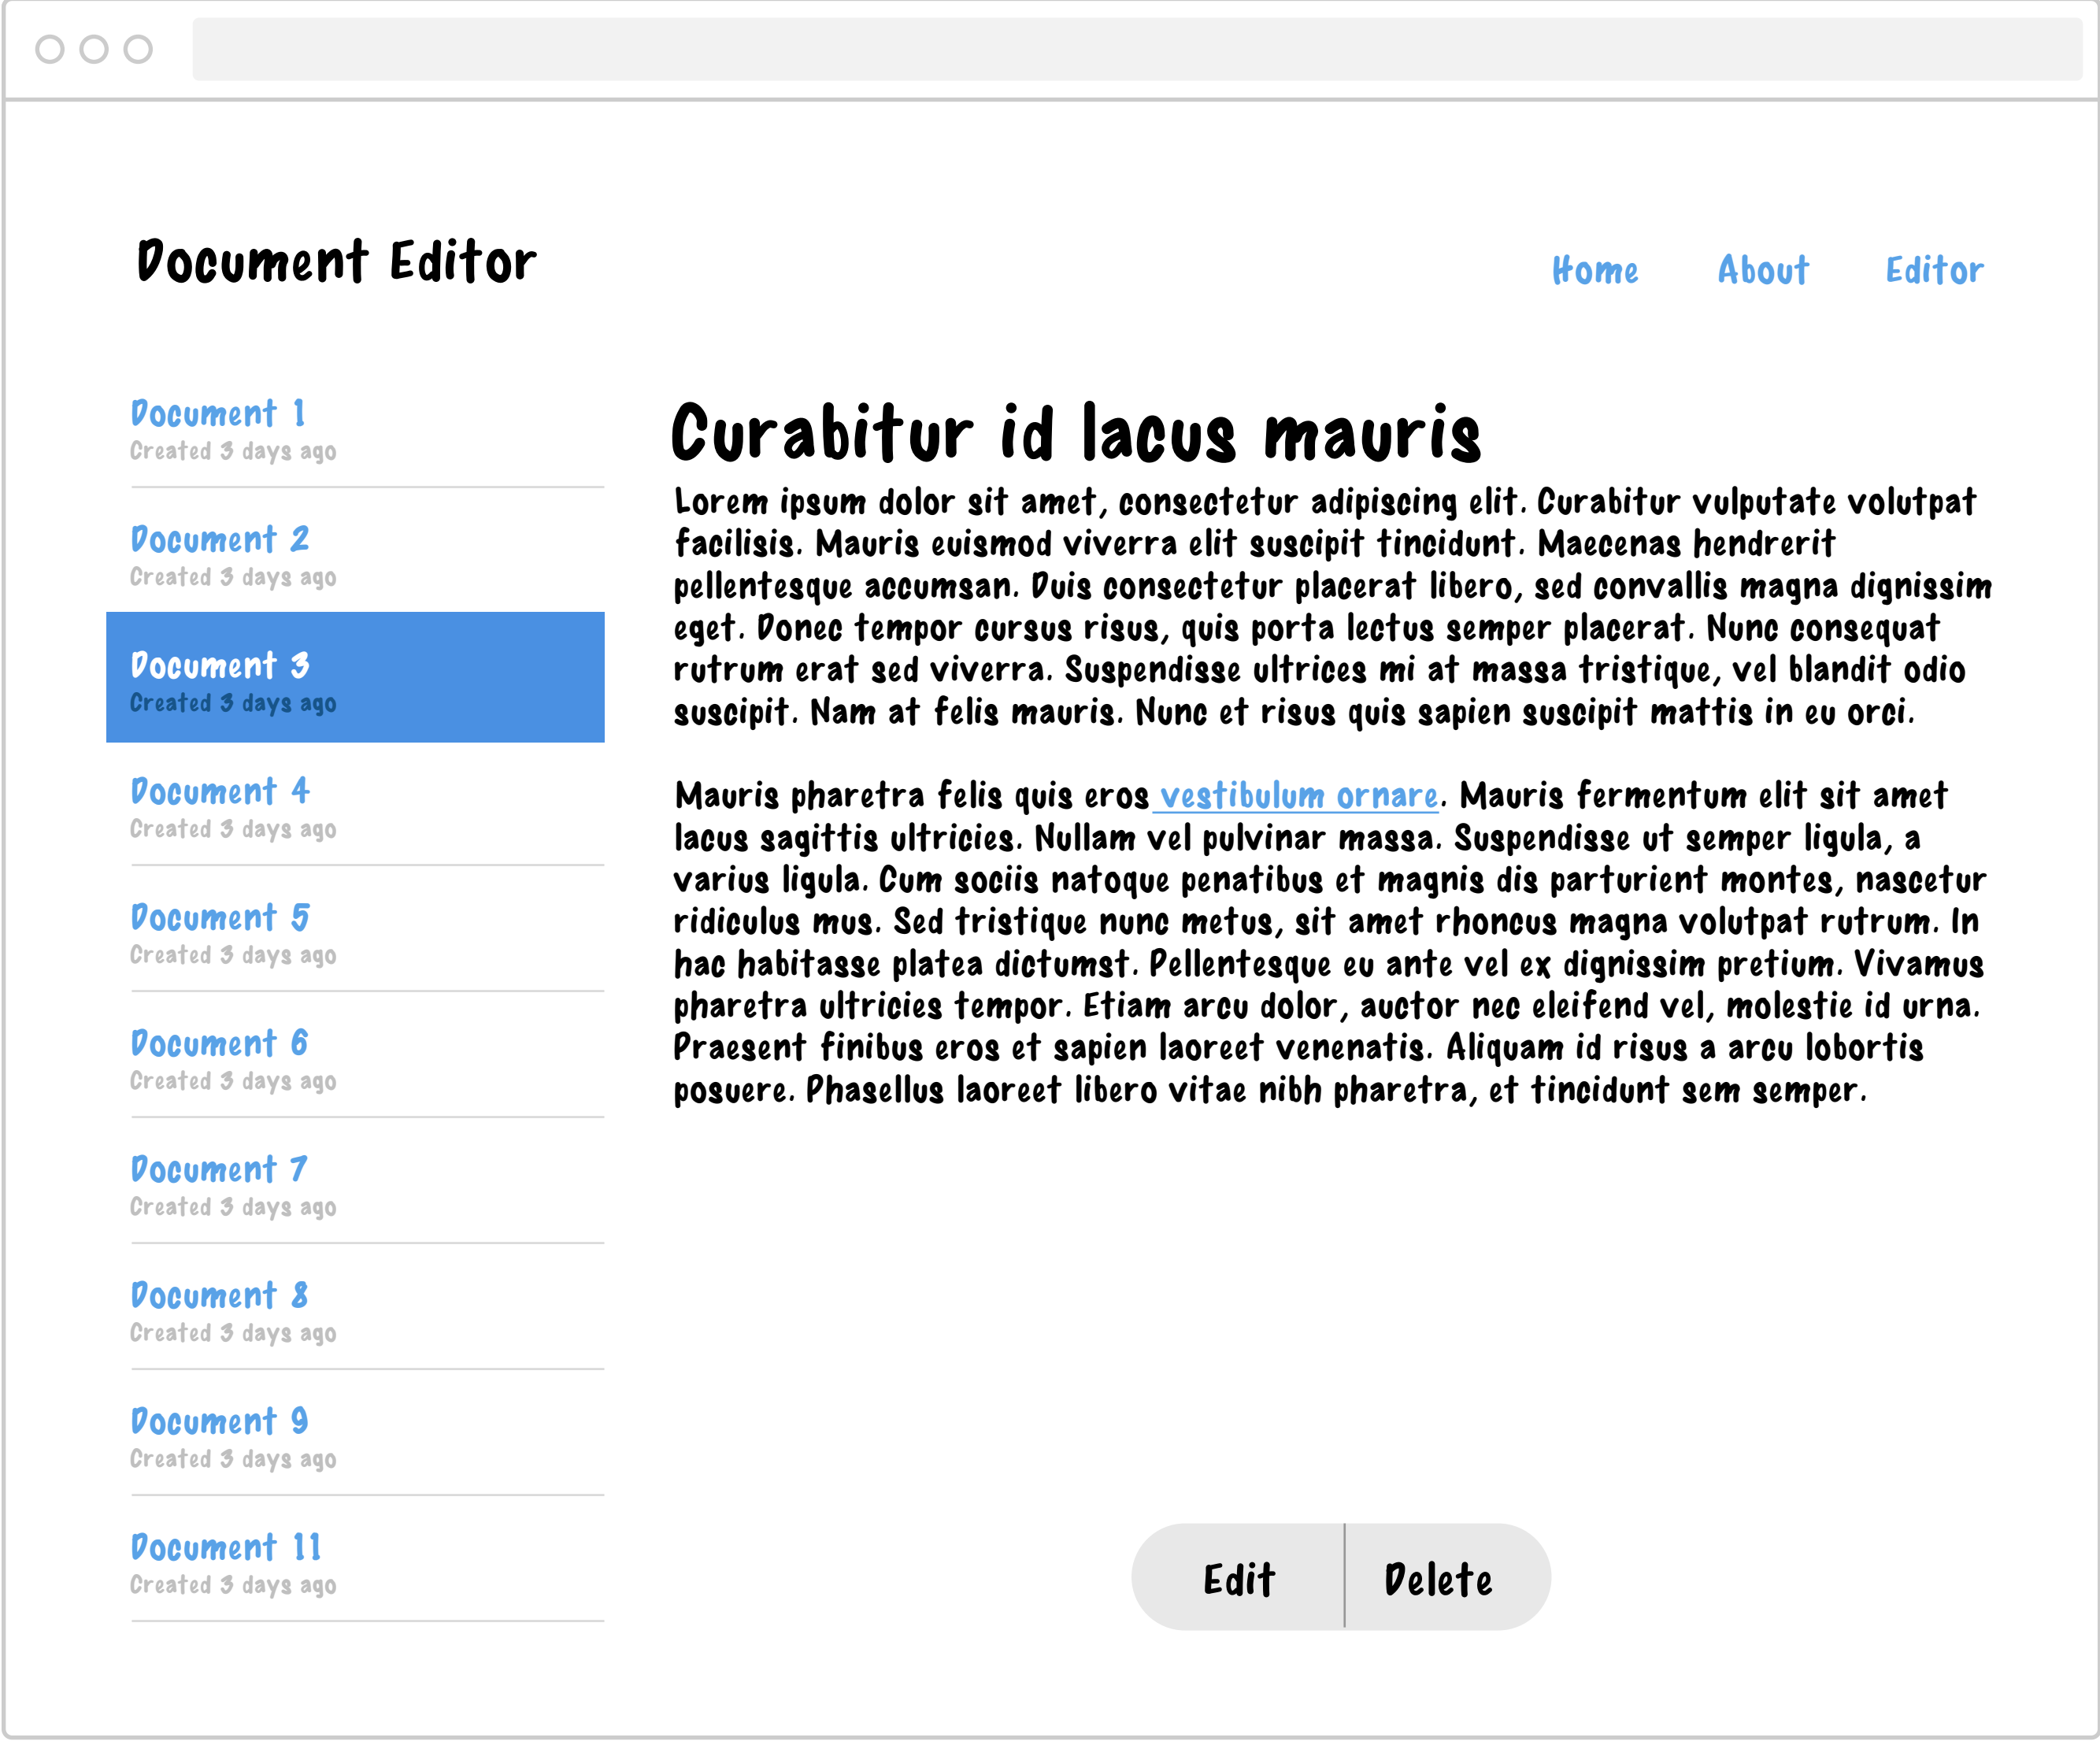 Document Editor
Home About Editor
Document 1
Created 3 days ago
Document 2
Created 3 days ago
Document 3
Created 3 days ago
Document 4
Created 3 days ago
Document 5
Created 3 days ago
Document 6
Created 3 days ago
Document 7
Created 3 days ago
Document 8
Created 3 days ago
Document 9
Created 3 days ago
Document 11
Created 3 days ago
Curabitur id lacus mauris
Lorem ipsum dolor sit amet, consectetur adipiscing elit. Curabitur vulputate volutpat
facilisis. Mauris euismod viverra elit suscipit tincidunt. Maecenas hendrerit
pellentesque accumsan. Duis consectetur placerat libero, sed convallis magna dignissim
eget. Donec tempor cursus risus, quis porta lectus semper placerat. Nunc consequat
rutrum erat sed viverra. Suspendisse ultrices mi at massa tristique, vel blandit odio
suscipit. Nam at felis mauris. Nunc et risus quis sapien suscipit mattis in eu orci.
Mauris pharetra felis quis eros vestibulum ornare. Mauris fermentum elit sit amet
lacus sagittis ultricies. Nullam vel pulvinar massa. Suspendisse ut semper ligula, a
varius ligula. Cum sociis natoque penatibus et magnis dis parturient montes, nascetur
ridiculus mus. Sed tristique nunc metus, sit amet rhoncus magna volutpat rutrum. In
hac habitasse platea dictumst. Pellentesque eu ante vel ex dignissim pretium. Vivamus
pharetra ultricies tempor. Etiam arcu dolor, auctor nec eleifend vel, molestie id urna.
Praesent finibus eros et sapien laoreet venenatis. Aliquam id risus a arcu lobortis
posuere. Phasellus laoreet libero vitae nibh pharetra, et tincidunt sem semper.
Edit Delete